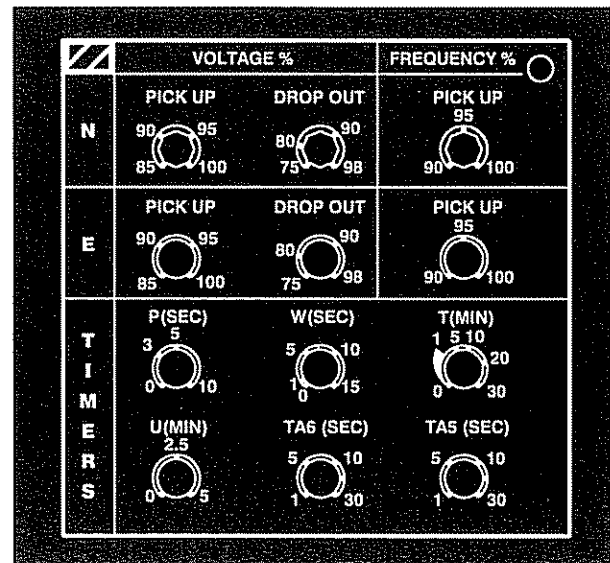 VOLTAGE % FREQUENCY %
N
PICK UP DROP OUT PICK UP
85 90 95 100 75 80 90 98 90 95 100
E
PICK UP DROP OUT PICK UP
85 90 95 100 75 80 90 98 90 95 100
TIMERS
P(SEC) W(SEC) T(MIN)
0 3 5 10 0 1 5 10 15 0 1 5 10 20 30
U(MIN) TA6 (SEC) TA5 (SEC)
0 2.5 5 1 5 10 30 1 5 10 30